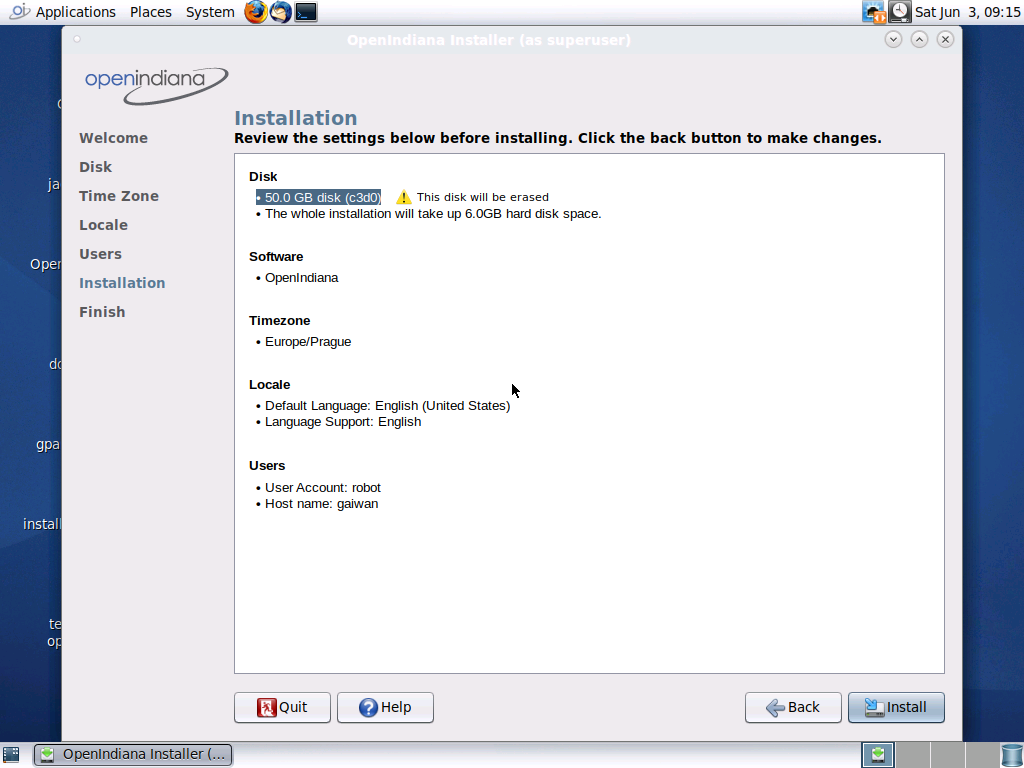 Applications Places System Sat Jun 3, 09:15
OpenIndiana Installer (as superuser)
openindiana
Installation
Review the settings below before installing. Click the back button to make changes.
Welcome
Disk
Time Zone
Locale
Users
Installation
Finish
Disk
• 50.0 GB disk (c3d0) This disk will be erased
• The whole installation will take up 6.0GB hard disk space.
Software
• OpenIndiana
Timezone
• Europe/Prague
Locale
• Default Language: English (United States)
• Language Support: English
Users
• User Account: robot
• Host name: gaiwan
ja
Open
gpa
install
te
op
Quit Help Back Install
OpenIndiana Installer (...